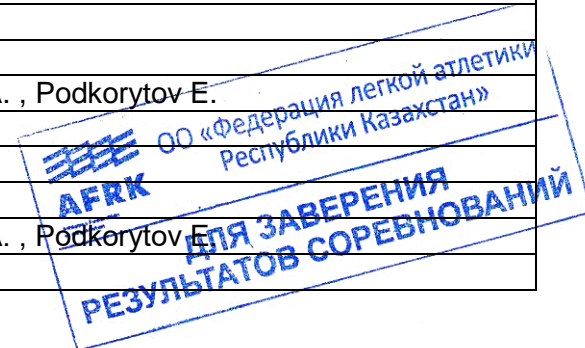 . , Podkorytov E.
ОО «Федерация легкой атлетики
Республики Казахстан»
AFRK
. , Podkorytov E.
ДЛЯ ЗАВЕРЕНИЯ
РЕЗУЛЬТАТОВ СОРЕВНОВАНИЙ